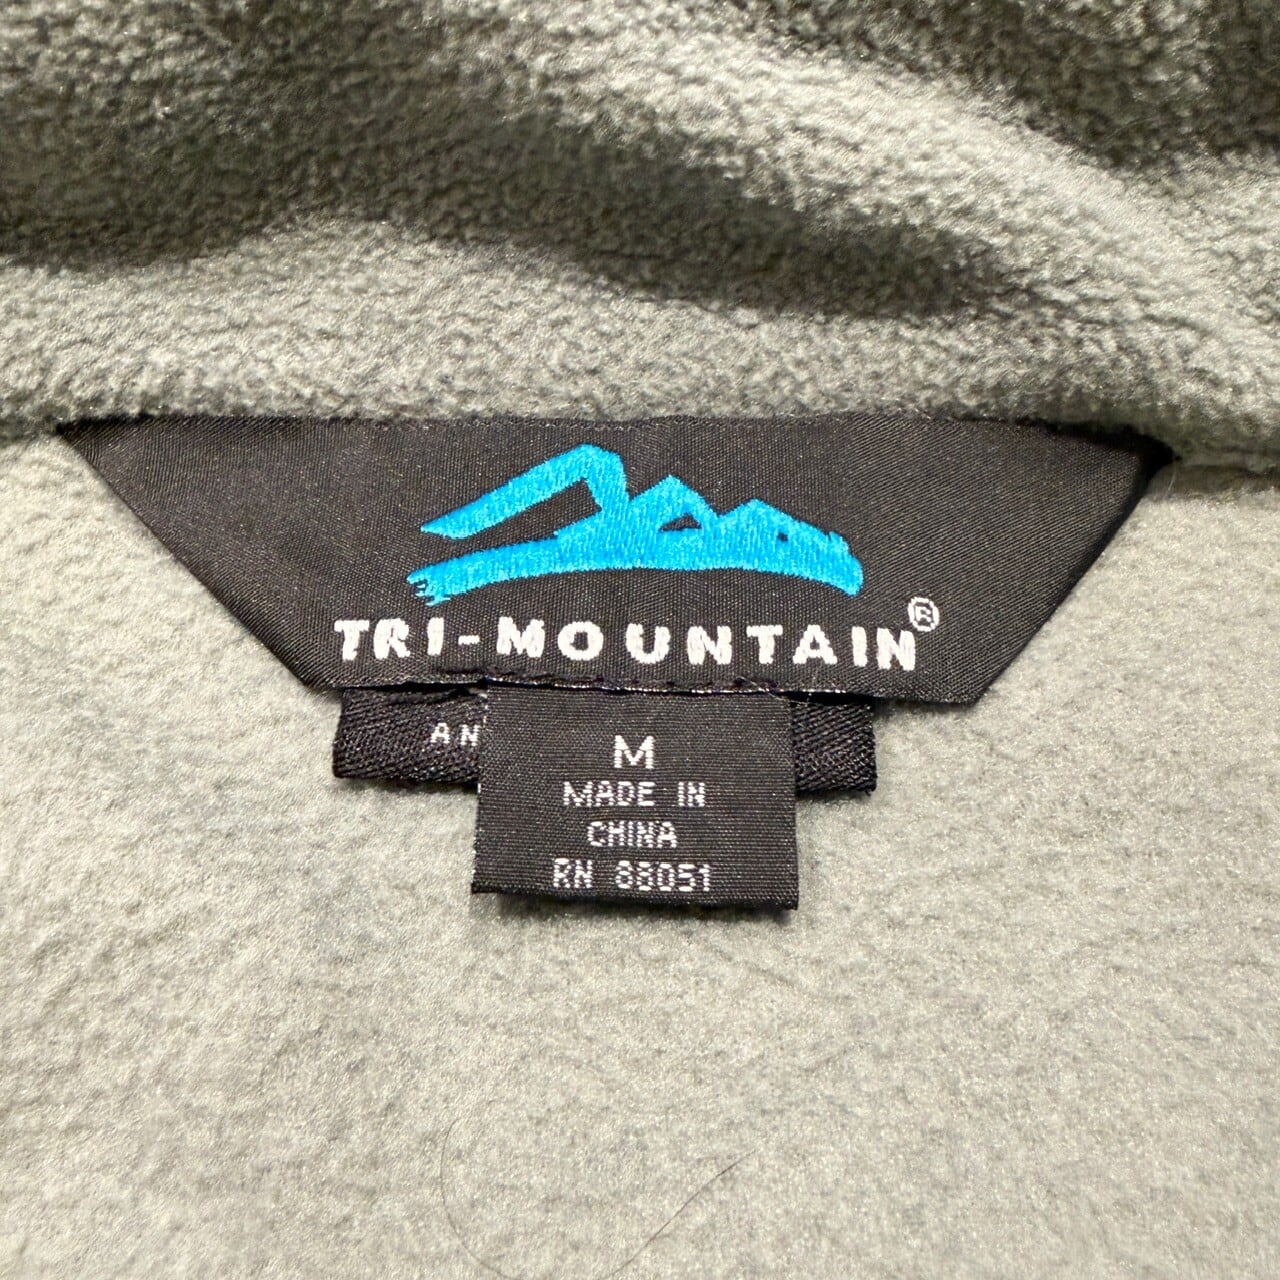 TRI-MOUNTAIN®
AN
M
MADE IN
CHINA
RN 88051